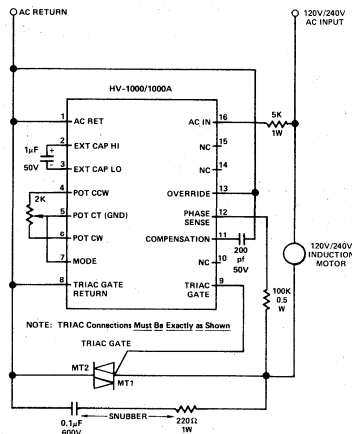 AC RETURN
120V/240V
AC INPUT
HV-1000/1000A
1 AC RET
AC IN 16
5K
1W
2 EXT CAP HI
NC 15
1µF
50V
+
3 EXT CAP LO
NC 14
4 POT CCW
OVERRIDE 13
2K
5 POT CT (GND)
PHASE
SENSE 12
6 POT CW
COMPENSATION 11
200
pf
50V
7 MODE
NC 10
8 TRIAC GATE
RETURN
TRIAC
GATE 9
120V/240V
INDUCTION
MOTOR
100K
0.5
W
NOTE: TRIAC Connections Must Be Exactly as Shown
TRIAC GATE
MT2
MT1
SNUBBER
0.1µF
600V
220Ω
1W